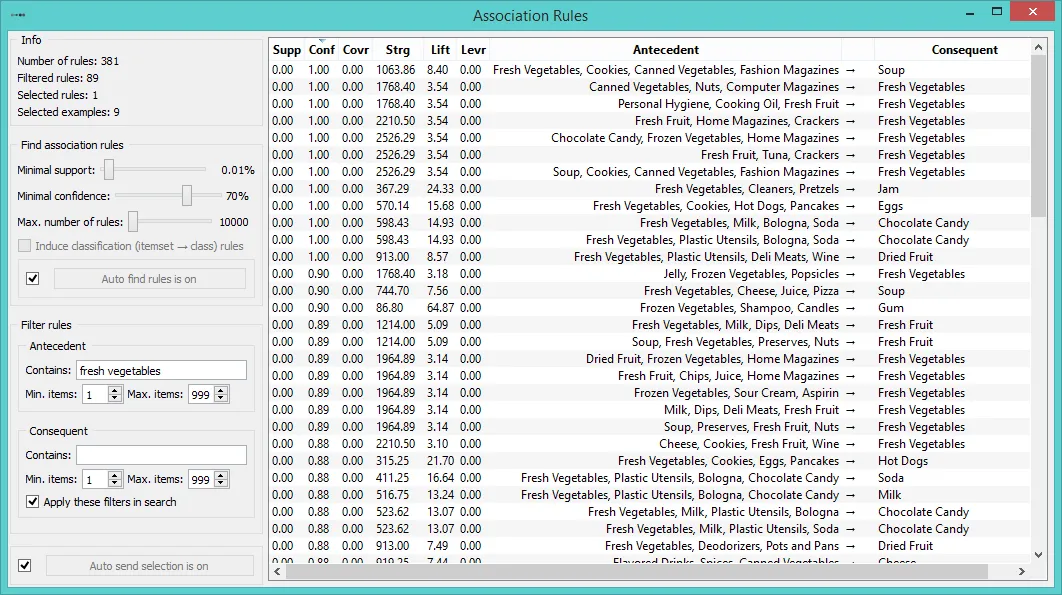 Association Rules
Info
Number of rules: 381
Filtered rules: 89
Selected rules: 1
Selected examples: 9
Find association rules
Minimal support: 0.01%
Minimal confidence: 70%
Max. number of rules: 10000
Induce classification (itemset → class) rules
Auto find rules is on
Filter rules
Antecedent
Contains: fresh vegetables
Min. items: 1 Max. items: 999
Consequent
Contains:
Min. items: 1 Max. items: 999
Apply these filters in search
Auto send selection is on
Supp Conf Covr Strg Lift Levr Antecedent Consequent
0.00 1.00 0.00 1063.86 8.40 0.00 Fresh Vegetables, Cookies, Canned Vegetables, Fashion Magazines → Soup
0.00 1.00 0.00 1768.40 3.54 0.00 Canned Vegetables, Nuts, Computer Magazines → Fresh Vegetables
0.00 1.00 0.00 1768.40 3.54 0.00 Personal Hygiene, Cooking Oil, Fresh Fruit → Fresh Vegetables
0.00 1.00 0.00 2210.50 3.54 0.00 Fresh Fruit, Home Magazines, Crackers → Fresh Vegetables
0.00 1.00 0.00 2526.29 3.54 0.00 Chocolate Candy, Frozen Vegetables, Home Magazines → Fresh Vegetables
0.00 1.00 0.00 2526.29 3.54 0.00 Fresh Fruit, Tuna, Crackers → Fresh Vegetables
0.00 1.00 0.00 2526.29 3.54 0.00 Soup, Cookies, Canned Vegetables, Fashion Magazines → Fresh Vegetables
0.00 1.00 0.00 367.29 24.33 0.00 Fresh Vegetables, Cleaners, Pretzels → Jam
0.00 1.00 0.00 570.14 15.68 0.00 Fresh Vegetables, Cookies, Hot Dogs, Pancakes → Eggs
0.00 1.00 0.00 598.43 14.93 0.00 Fresh Vegetables, Milk, Bologna, Soda → Chocolate Candy
0.00 1.00 0.00 598.43 14.93 0.00 Fresh Vegetables, Plastic Utensils, Bologna, Soda → Chocolate Candy
0.00 1.00 0.00 913.00 8.57 0.00 Fresh Vegetables, Plastic Utensils, Deli Meats, Wine → Dried Fruit
0.00 0.90 0.00 1768.40 3.18 0.00 Jelly, Frozen Vegetables, Popsicles → Fresh Vegetables
0.00 0.90 0.00 744.70 7.56 0.00 Fresh Vegetables, Cheese, Juice, Pizza → Soup
0.00 0.90 0.00 86.80 64.87 0.00 Frozen Vegetables, Shampoo, Candles → Gum
0.00 0.89 0.00 1214.00 5.09 0.00 Fresh Vegetables, Milk, Dips, Deli Meats → Fresh Fruit
0.00 0.89 0.00 1214.00 5.09 0.00 Soup, Fresh Vegetables, Preserves, Nuts → Fresh Fruit
0.00 0.89 0.00 1964.89 3.14 0.00 Dried Fruit, Frozen Vegetables, Home Magazines → Fresh Vegetables
0.00 0.89 0.00 1964.89 3.14 0.00 Fresh Fruit, Chips, Juice, Home Magazines → Fresh Vegetables
0.00 0.89 0.00 1964.89 3.14 0.00 Frozen Vegetables, Sour Cream, Aspirin → Fresh Vegetables
0.00 0.89 0.00 1964.89 3.14 0.00 Milk, Dips, Deli Meats, Fresh Fruit → Fresh Vegetables
0.00 0.89 0.00 1964.89 3.14 0.00 Soup, Preserves, Fresh Fruit, Nuts → Fresh Vegetables
0.00 0.88 0.00 2210.50 3.10 0.00 Cheese, Cookies, Fresh Fruit, Wine → Fresh Vegetables
0.00 0.88 0.00 315.25 21.70 0.00 Fresh Vegetables, Cookies, Eggs, Pancakes → Hot Dogs
0.00 0.88 0.00 411.25 16.64 0.00 Fresh Vegetables, Plastic Utensils, Bologna, Chocolate Candy → Soda
0.00 0.88 0.00 516.75 13.24 0.00 Fresh Vegetables, Plastic Utensils, Bologna, Chocolate Candy → Milk
0.00 0.88 0.00 523.62 13.07 0.00 Fresh Vegetables, Milk, Plastic Utensils, Bologna → Chocolate Candy
0.00 0.88 0.00 523.62 13.07 0.00 Fresh Vegetables, Milk, Plastic Utensils, Soda → Chocolate Candy
0.00 0.88 0.00 913.00 7.49 0.00 Fresh Vegetables, Deodorizers, Pots and Pans → Dried Fruit
0.00 0.88 0.00 919.25 7.44 0.00 Flavored Drinks, Spices, Canned Vegetables → Cheese